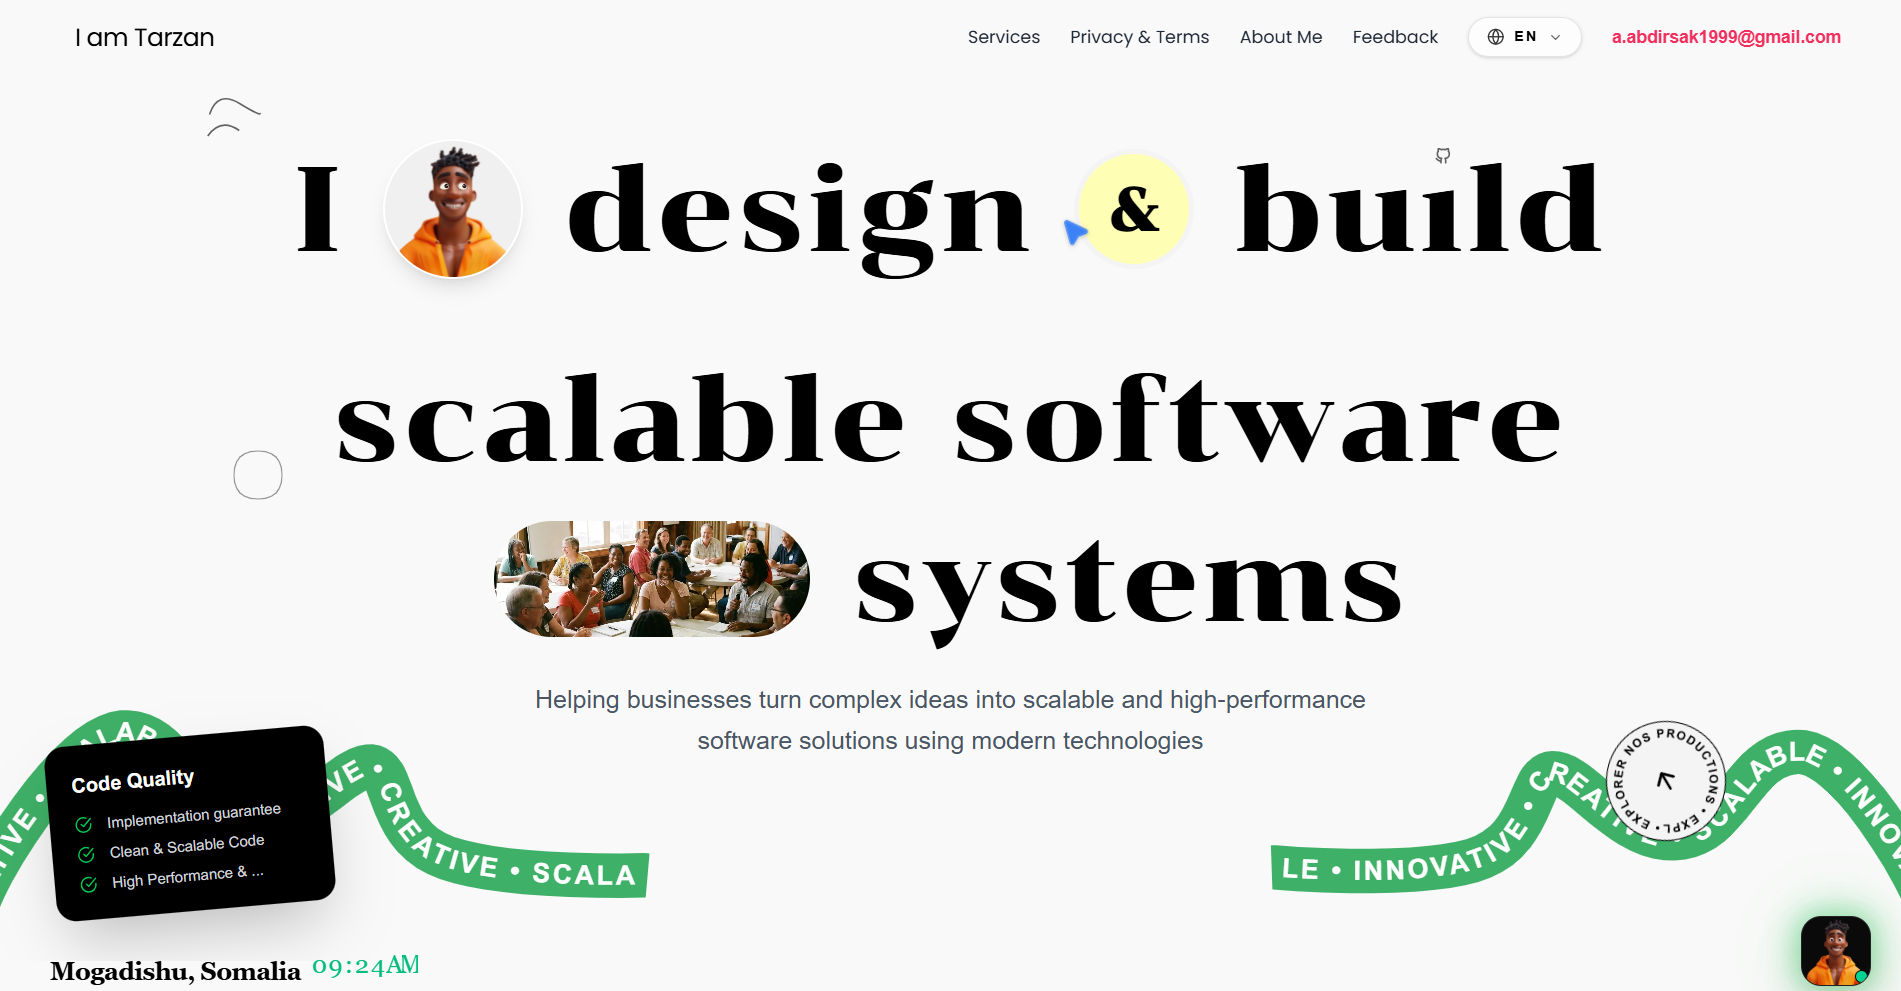 I am Tarzan
Services
Privacy & Terms
About Me
Feedback
EN
a.abdirsak1999@gmail.com
I design & build
scalable software
systems
Helping businesses turn complex ideas into scalable and high-performance
software solutions using modern technologies
Code Quality
Implementation guarantee
Clean & Scalable Code
High Performance & ...
VE • CREATIVE • SCALA
LE • INNOVATIVE • CREATIVE • SCALABLE • INNOV
EXPLORER NOS PRODUCTIONS • EXPL •
Mogadishu, Somalia
09:24AM